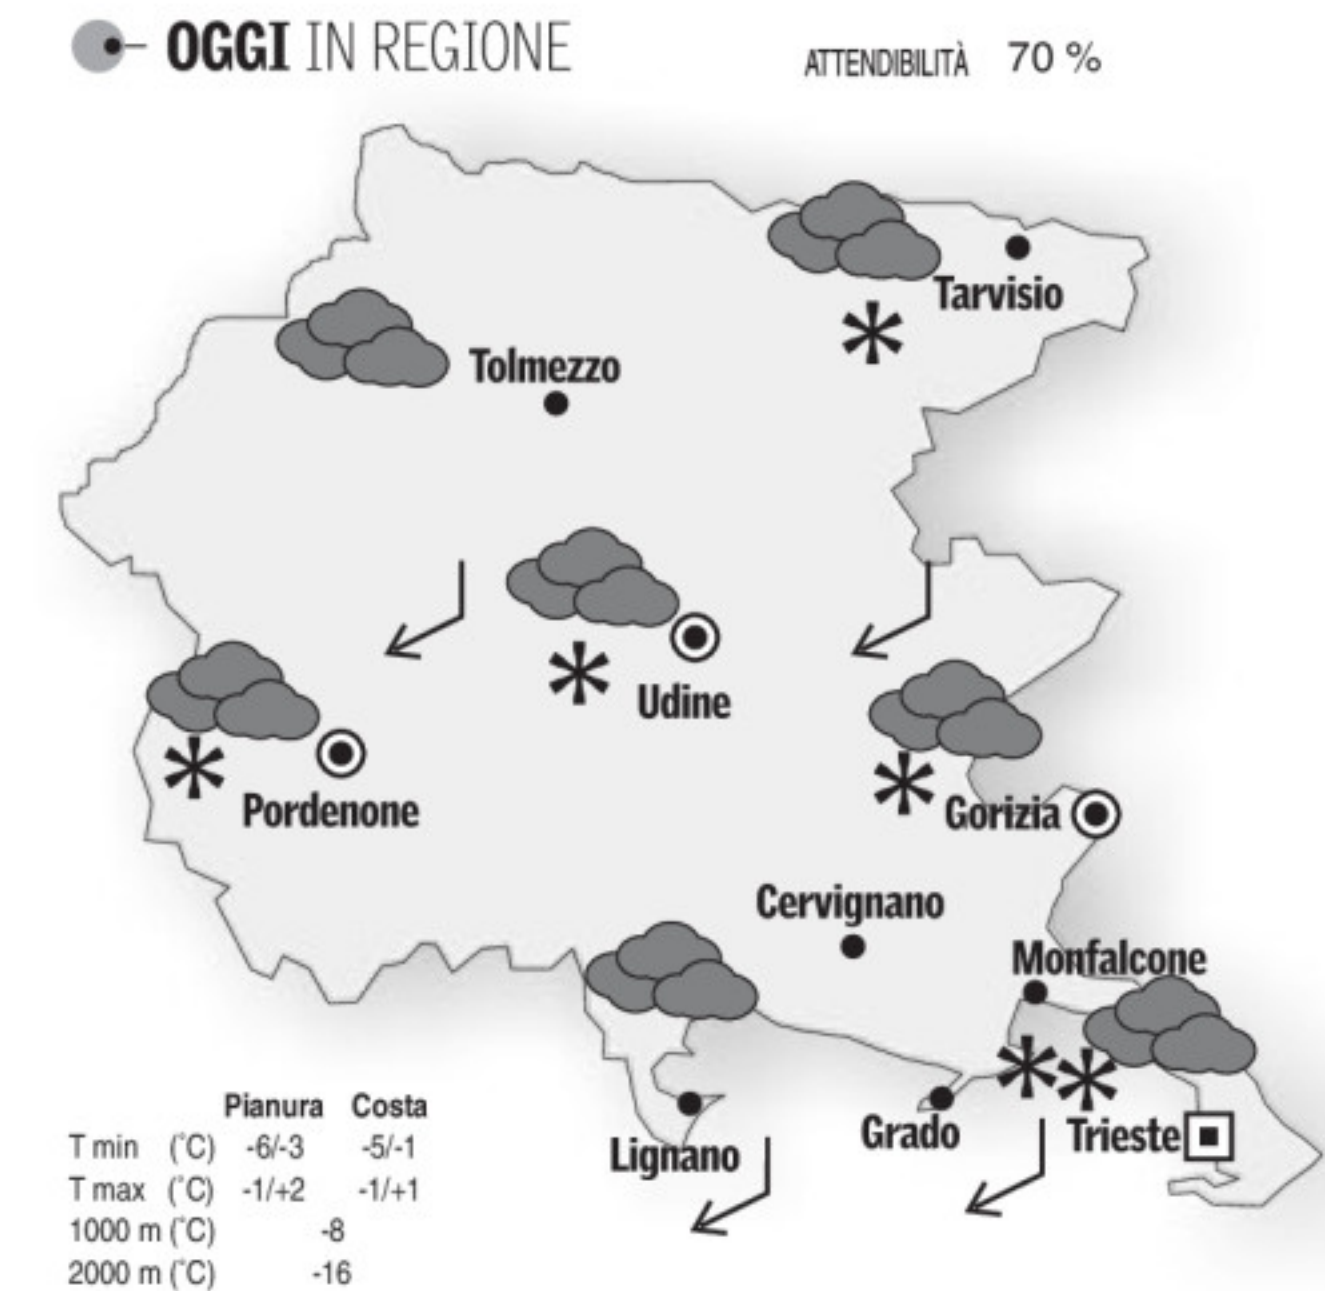 OGGI IN REGIONE
ATTENDIBILITÀ 70 %
Tarvisio
Tolmezzo
Udine
Pordenone
Gorizia
Cervignano
Monfalcone
Grado
Trieste
Lignano
Pianura Costa
T min (°C) -6/-3 -5/-1
T max (°C) -1/+2 -1/+1
1000 m (°C) -8
2000 m (°C) -16